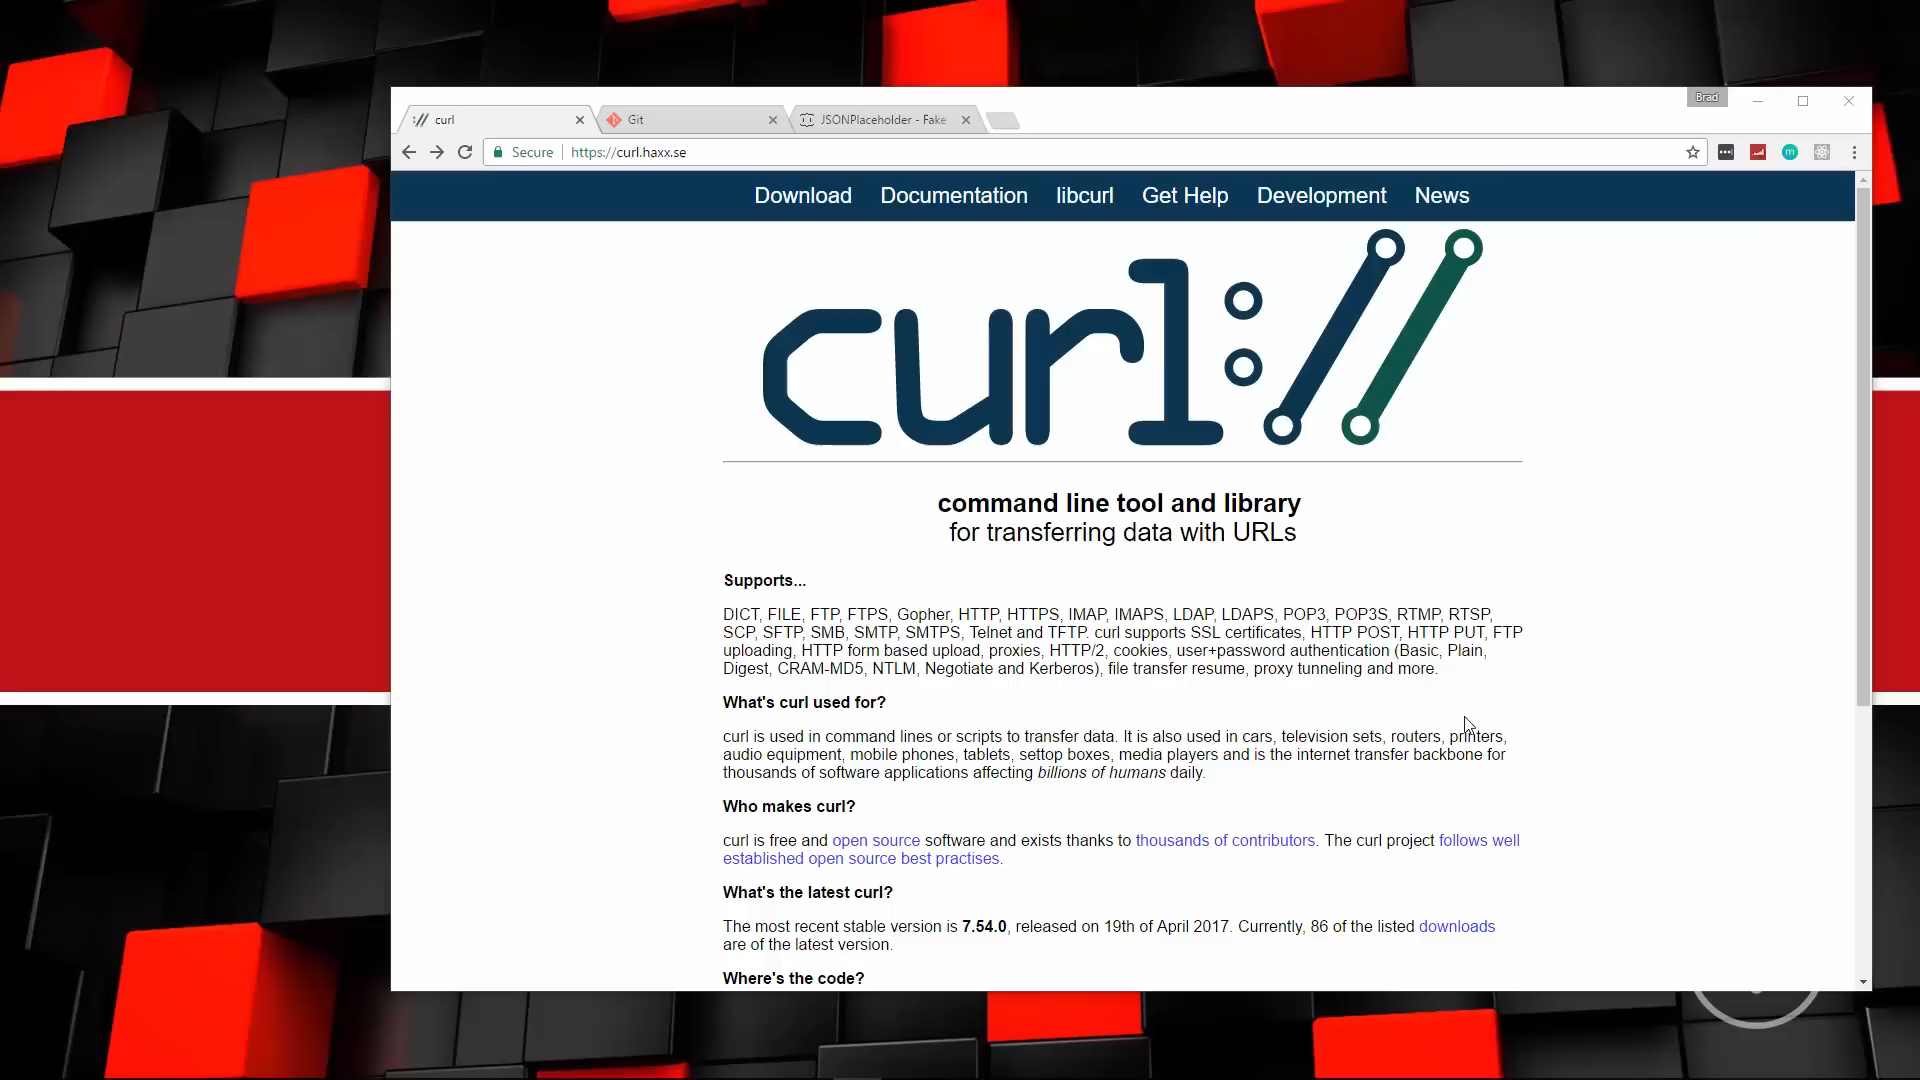 Brad
curl
Git
JSONPlaceholder - Fake
Secure
https://curl.haxx.se
Download Documentation libcurl Get Help Development News
curl://
command line tool and library
for transferring data with URLs
Supports...
DICT, FILE, FTP, FTPS, Gopher, HTTP, HTTPS, IMAP, IMAPS, LDAP, LDAPS, POP3, POP3S, RTMP, RTSP,
SCP, SFTP, SMB, SMTP, SMTPS, Telnet and TFTP. curl supports SSL certificates, HTTP POST, HTTP PUT, FTP
uploading, HTTP form based upload, proxies, HTTP/2, cookies, user+password authentication (Basic, Plain,
Digest, CRAM-MD5, NTLM, Negotiate and Kerberos), file transfer resume, proxy tunneling and more.
What's curl used for?
curl is used in command lines or scripts to transfer data. It is also used in cars, television sets, routers, printers,
audio equipment, mobile phones, tablets, settop boxes, media players and is the internet transfer backbone for
thousands of software applications affecting billions of humans daily.
Who makes curl?
curl is free and open source software and exists thanks to thousands of contributors. The curl project follows well
established open source best practises.
What's the latest curl?
The most recent stable version is 7.54.0, released on 19th of April 2017. Currently, 86 of the listed downloads
are of the latest version.
Where's the code?